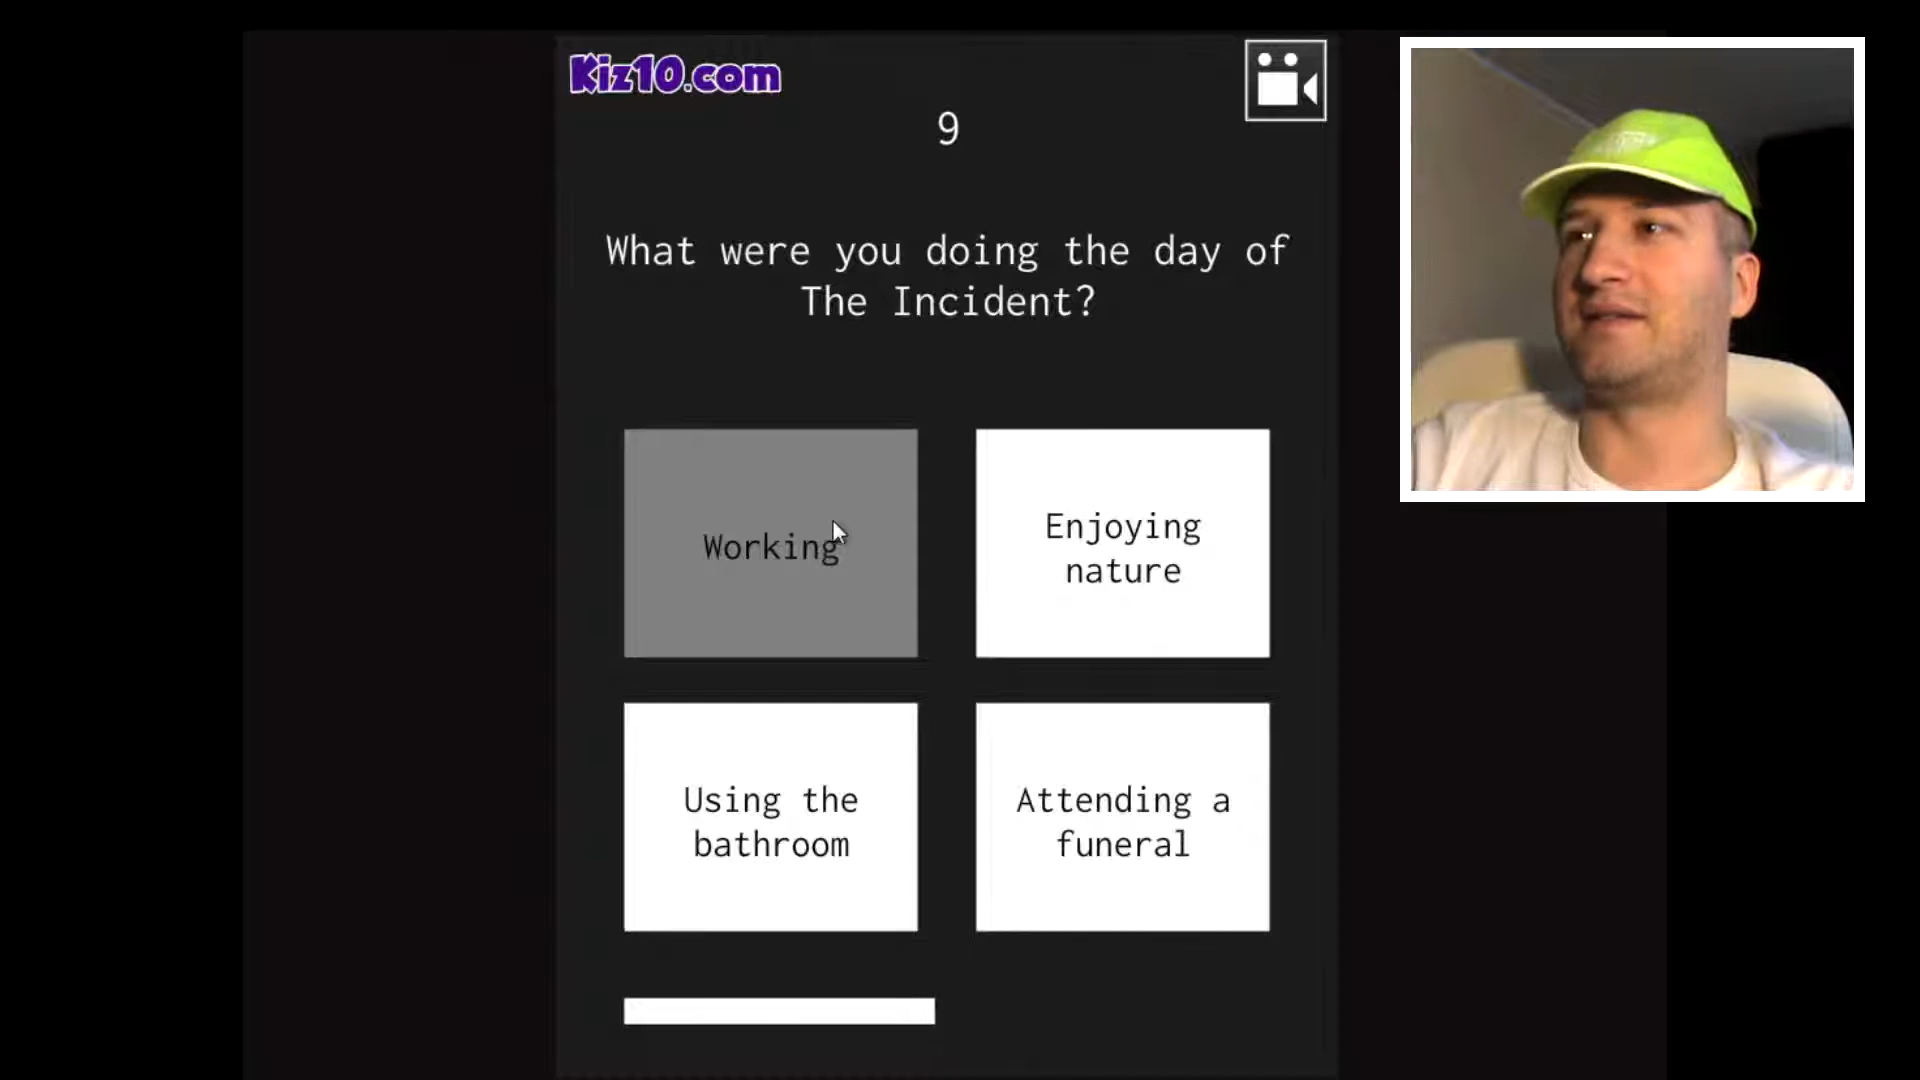 Kiz10.com
9
What were you doing the day of
The Incident?
Working
Enjoying
nature
Using the
bathroom
Attending a
funeral